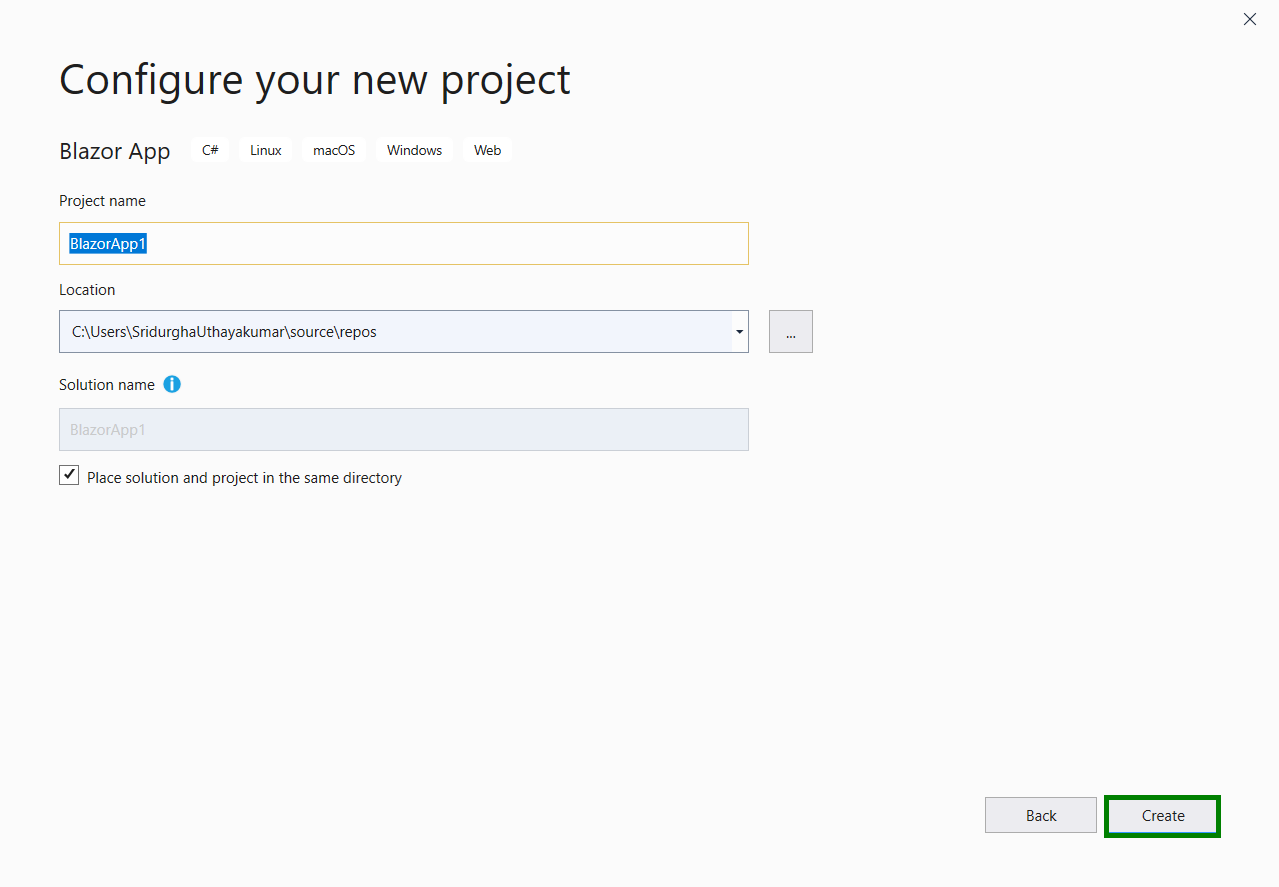 Configure your new project
Blazor App C# Linux macOS Windows Web
Project name
BlazorApp1
Location
C:\Users\SridurghaUthayakumar\source\repos
...
Solution name
BlazorApp1
Place solution and project in the same directory
Back Create